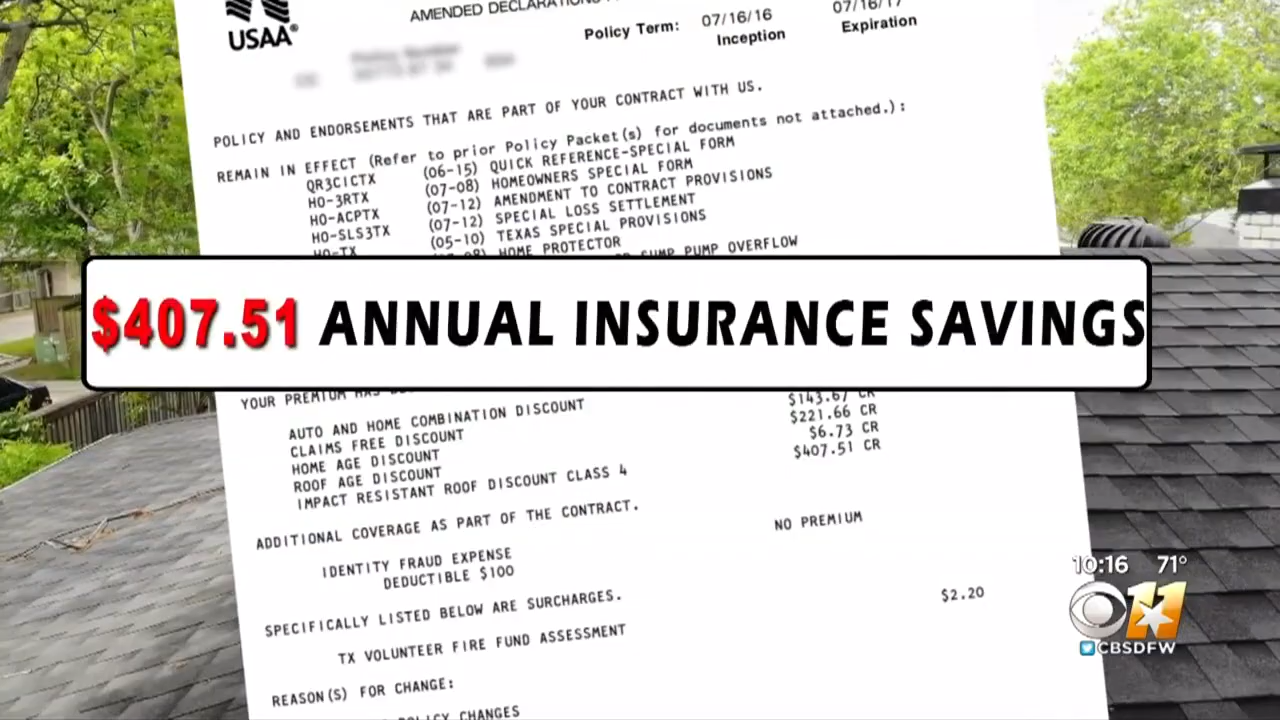 USAA®
AMENDED DECLARATIONS
Policy Term: 07/16/16 07/16/17
Inception Expiration
POLICY AND ENDORSEMENTS THAT ARE PART OF YOUR CONTRACT WITH US.
REMAIN IN EFFECT (Refer to prior Policy Packet(s) for documents not attached.):
QR3CICTX (06-15) QUICK REFERENCE-SPECIAL FORM
HO-3RTX (07-08) HOMEOWNERS SPECIAL FORM
HO-ACPTX (07-12) AMENDMENT TO CONTRACT PROVISIONS
HO-SLS3TX (07-12) SPECIAL LOSS SETTLEMENT
HO-TX (05-10) TEXAS SPECIAL PROVISIONS
HOME PROTECTOR
SUMP PUMP OVERFLOW
$407.51 ANNUAL INSURANCE SAVINGS
YOUR PREMIUM HAS
AUTO AND HOME COMBINATION DISCOUNT $143.67 CR
CLAIMS FREE DISCOUNT $221.66 CR
HOME AGE DISCOUNT $6.73 CR
ROOF AGE DISCOUNT $407.51 CR
IMPACT RESISTANT ROOF DISCOUNT CLASS 4
ADDITIONAL COVERAGE AS PART OF THE CONTRACT.
IDENTITY FRAUD EXPENSE NO PREMIUM
DEDUCTIBLE $100
SPECIFICALLY LISTED BELOW ARE SURCHARGES.
TX VOLUNTEER FIRE FUND ASSESSMENT $2.20
REASON(S) FOR CHANGE:
POLICY CHANGES
10:16 71°
11
CBSDFW